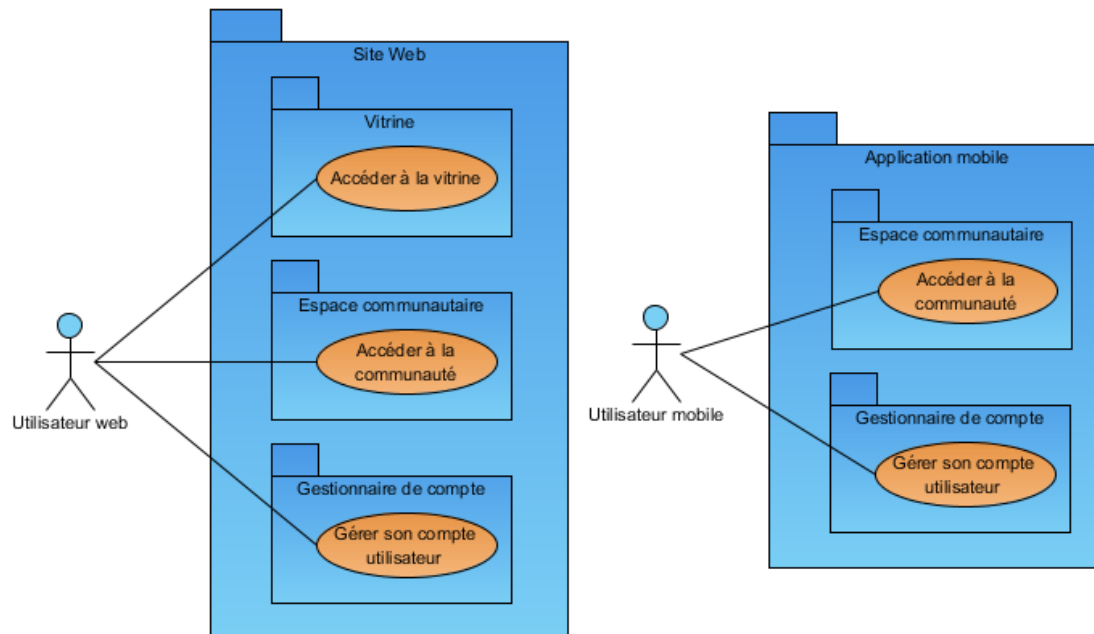 Site Web
Vitrine
Accéder à la vitrine
Espace communautaire
Accéder à la
communauté
Gestionnaire de compte
Gérer son compte
utilisateur
Utilisateur web
Application mobile
Espace communautaire
Accéder à la
communauté
Gestionnaire de compte
Gérer son compte
utilisateur
Utilisateur mobile